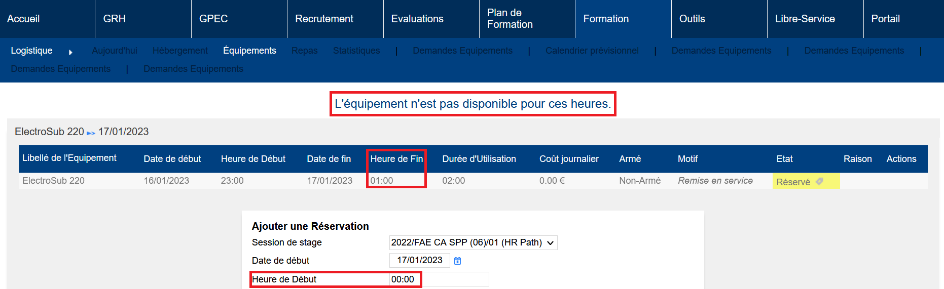 Accueil GRH GPEC Recrutement Evaluations Plan de Formation Formation Outils Libre-Service Portail
Logistique Aujourd'hui Hébergement Équipements Repas Statistiques | Demandes Equipements | Calendrier prévisionnel | Demandes Equipements | Demandes Equipements |
Demandes Equipements | Demandes Equipements
L'équipement n'est pas disponible pour ces heures.
ElectroSub 220 17/01/2023
Libellé de l'Equipement Date de début Heure de Début Date de fin Heure de Fin Durée d'Utilisation Coût journalier Armé Motif Etat Raison Actions
ElectroSub 220 16/01/2023 23:00 17/01/2023 01:00 02:00 0.00 € Non-Armé Remise en service Réservé
Ajouter une Réservation
Session de stage 2022/FAE CA SPP (06)/01 (HR Path)
Date de début 17/01/2023
Heure de Début 00:00